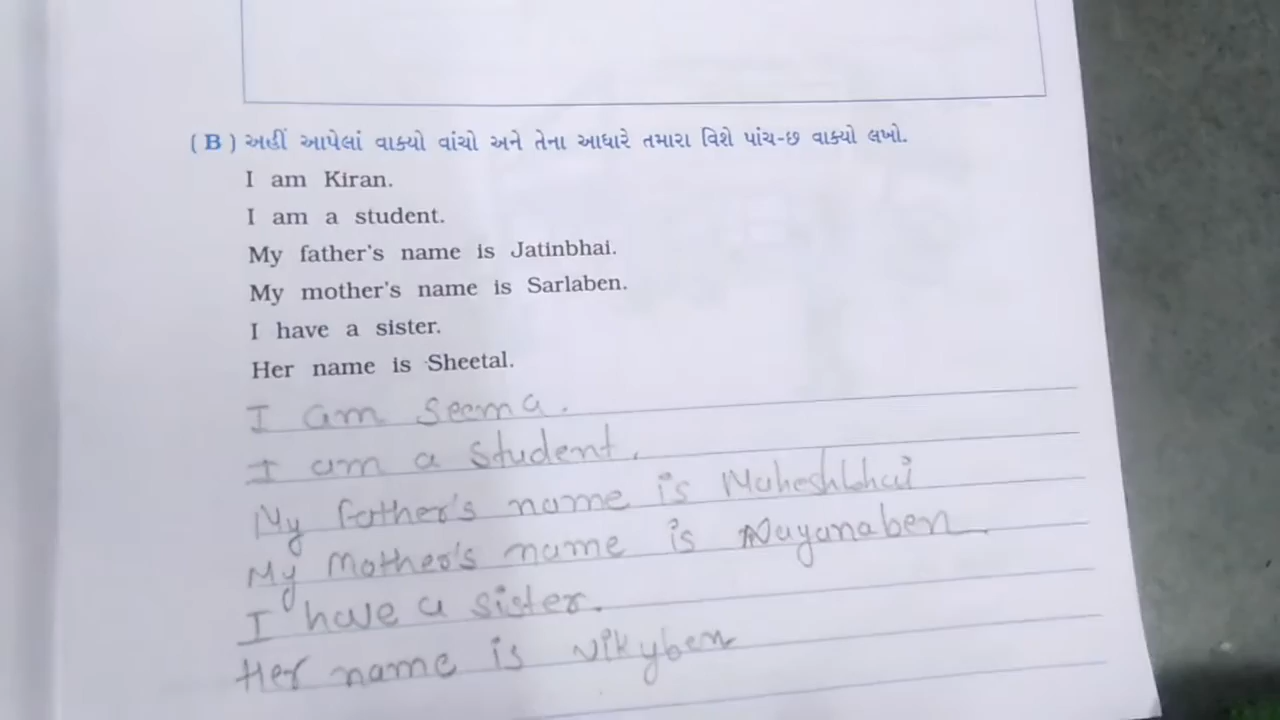 ( B ) અહીં આપેલાં વાક્યો વાંચો અને તેના આધારે તમારા વિશે પાંચ-છ વાક્યો લખો.
I am Kiran.
I am a student.
My father's name is Jatinbhai.
My mother's name is Sarlaben.
I have a sister.
Her name is Sheetal.
I am Seema.
I am a student.
My father's name is Maheshbhai
My Mother's name is Nayanaben.
I have a sister.
Her name is Vikyben